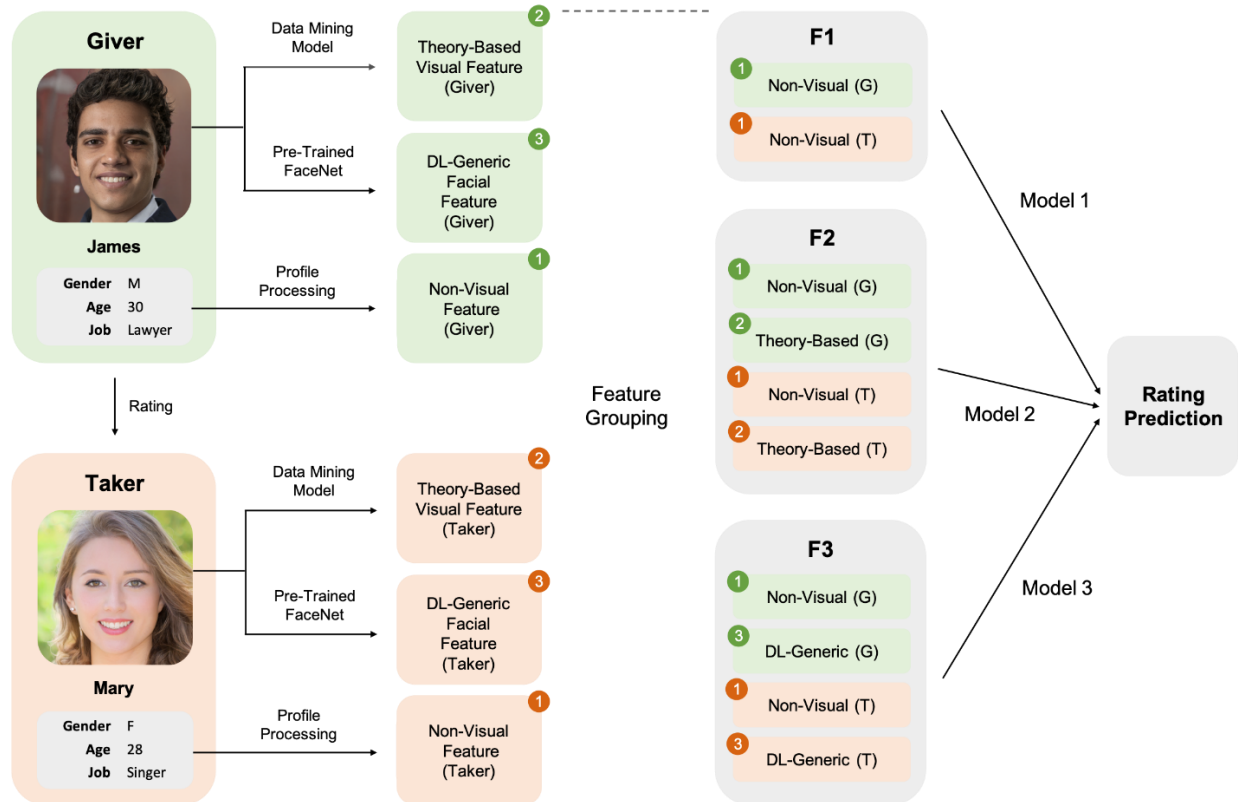 Giver
James
Gender M
Age 30
Job Lawyer
Data Mining
Model
Pre-Trained
FaceNet
Profile
Processing
2
Theory-Based
Visual Feature
(Giver)
3
DL-Generic
Facial
Feature
(Giver)
1
Non-Visual
Feature
(Giver)
Rating
Taker
Mary
Gender F
Age 28
Job Singer
Data Mining
Model
Pre-Trained
FaceNet
Profile
Processing
2
Theory-Based
Visual Feature
(Taker)
3
DL-Generic
Facial
Feature
(Taker)
1
Non-Visual
Feature
(Taker)
Feature
Grouping
F1
1 Non-Visual (G)
1 Non-Visual (T)
F2
1 Non-Visual (G)
2 Theory-Based (G)
1 Non-Visual (T)
2 Theory-Based (T)
F3
1 Non-Visual (G)
3 DL-Generic (G)
1 Non-Visual (T)
3 DL-Generic (T)
Model 1
Model 2
Model 3
Rating
Prediction